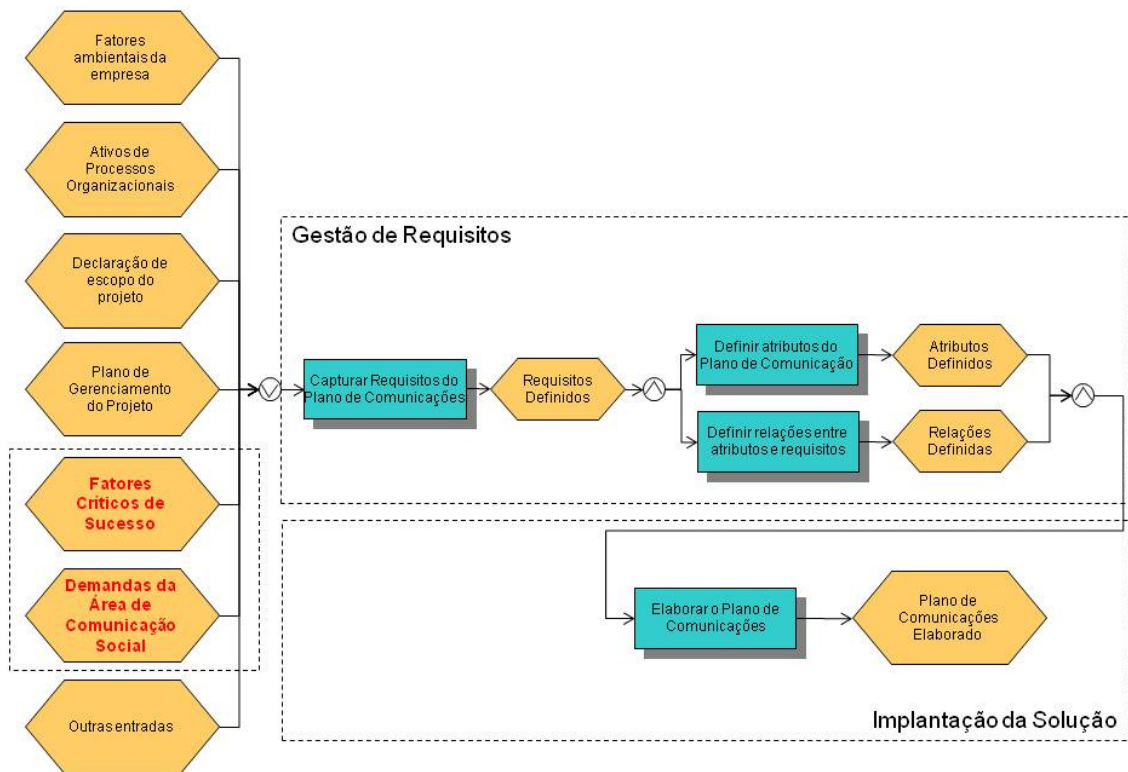 Fatores
ambientais da
empresa
Ativos de
Processos
Organizacionais
Declaração de
escopo do
projeto
Plano de
Gerenciamento
do Projeto
Fatores
Críticos de
Sucesso
Demandas da
Área de
Comunicação
Social
Outras entradas
Gestão de Requisitos
Capturar Requisitos do
Plano de Comunicações
Requisitos
Definidos
Definir atributos do
Plano de Comunicação
Atributos
Definidos
Definir relações entre
atributos e requisitos
Relações
Definidas
Elaborar o Plano de
Comunicações
Plano de
Comunicações
Elaborado
Implantação da Solução